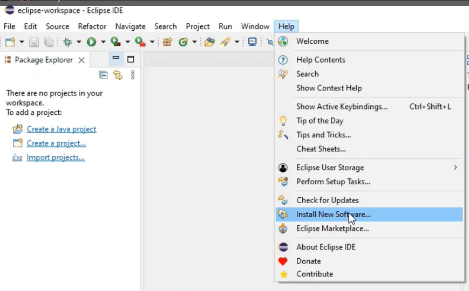 eclipse-workspace - Eclipse IDE
File Edit Source Refactor Navigate Search Project Run Window Help
Package Explorer
There are no projects in your
workspace.
To add a project:
Create a Java project
Create a project...
Import projects...
Welcome
Help Contents
Search
Show Context Help
Show Active Keybindings... Ctrl+Shift+L
Tip of the Day
Tips and Tricks...
Cheat Sheets...
Eclipse User Storage
Perform Setup Tasks...
Check for Updates
Install New Software...
Eclipse Marketplace...
About Eclipse IDE
Donate
Contribute